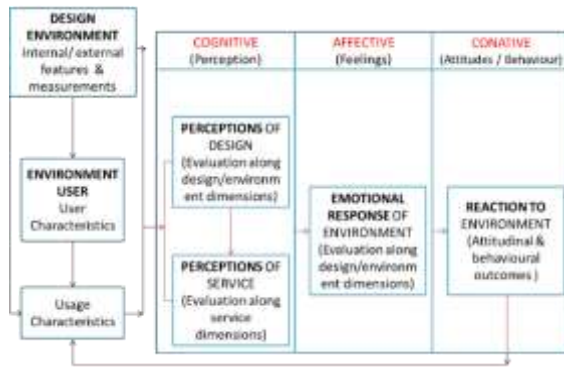 DESIGN
ENVIRONMENT
Internal/ external
features &
measurements
ENVIRONMENT
USER
User
Characteristics
Usage
Characteristics
COGNITIVE
(Perception)
AFFECTIVE
(Feelings)
CONATIVE
(Attitudes / Behaviour)
PERCEPTIONS OF
DESIGN
(Evaluation along
design/environm
ent dimensions)
PERCEPTIONS OF
SERVICE
(Evaluation along
service
dimensions)
EMOTIONAL
RESPONSE OF
ENVIRONMENT
(Evaluation along
design/environm
ent dimensions)
REACTION TO
ENVIRONMENT
(Attitudinal &
behavioural
outcomes )